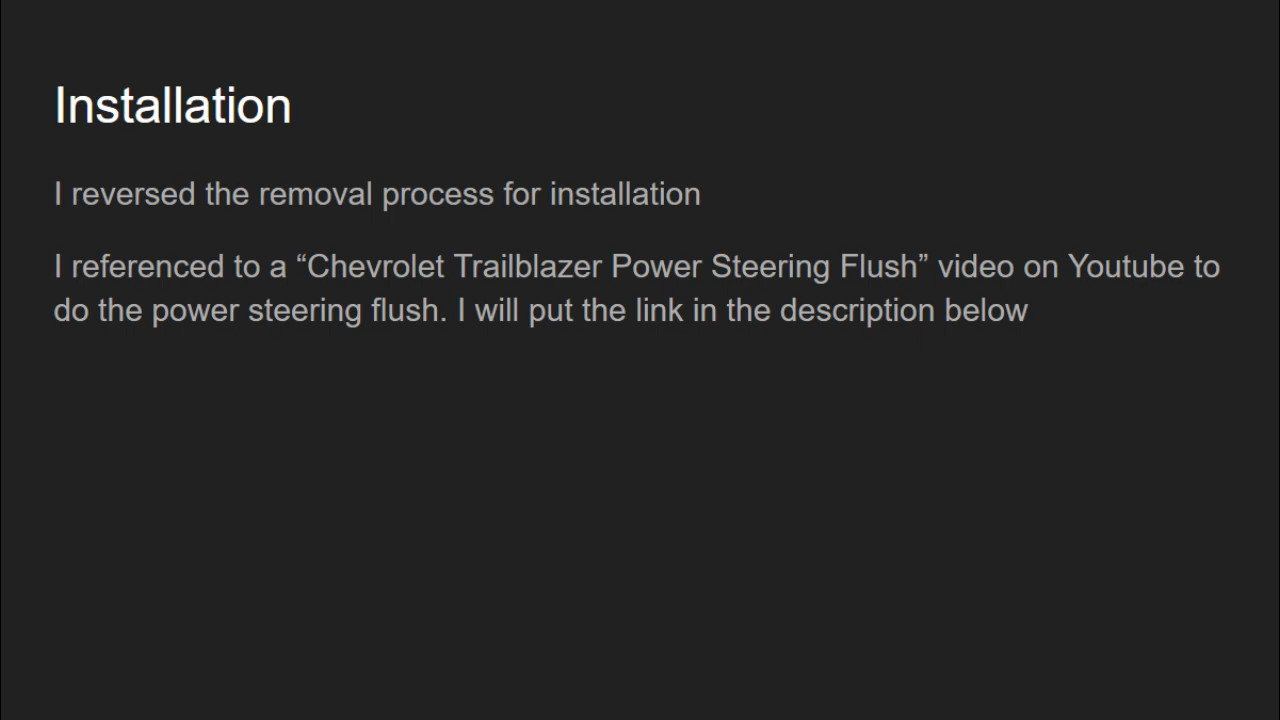 Installation
I reversed the removal process for installation
I referenced to a “Chevrolet Trailblazer Power Steering Flush” video on Youtube to
do the power steering flush. I will put the link in the description below